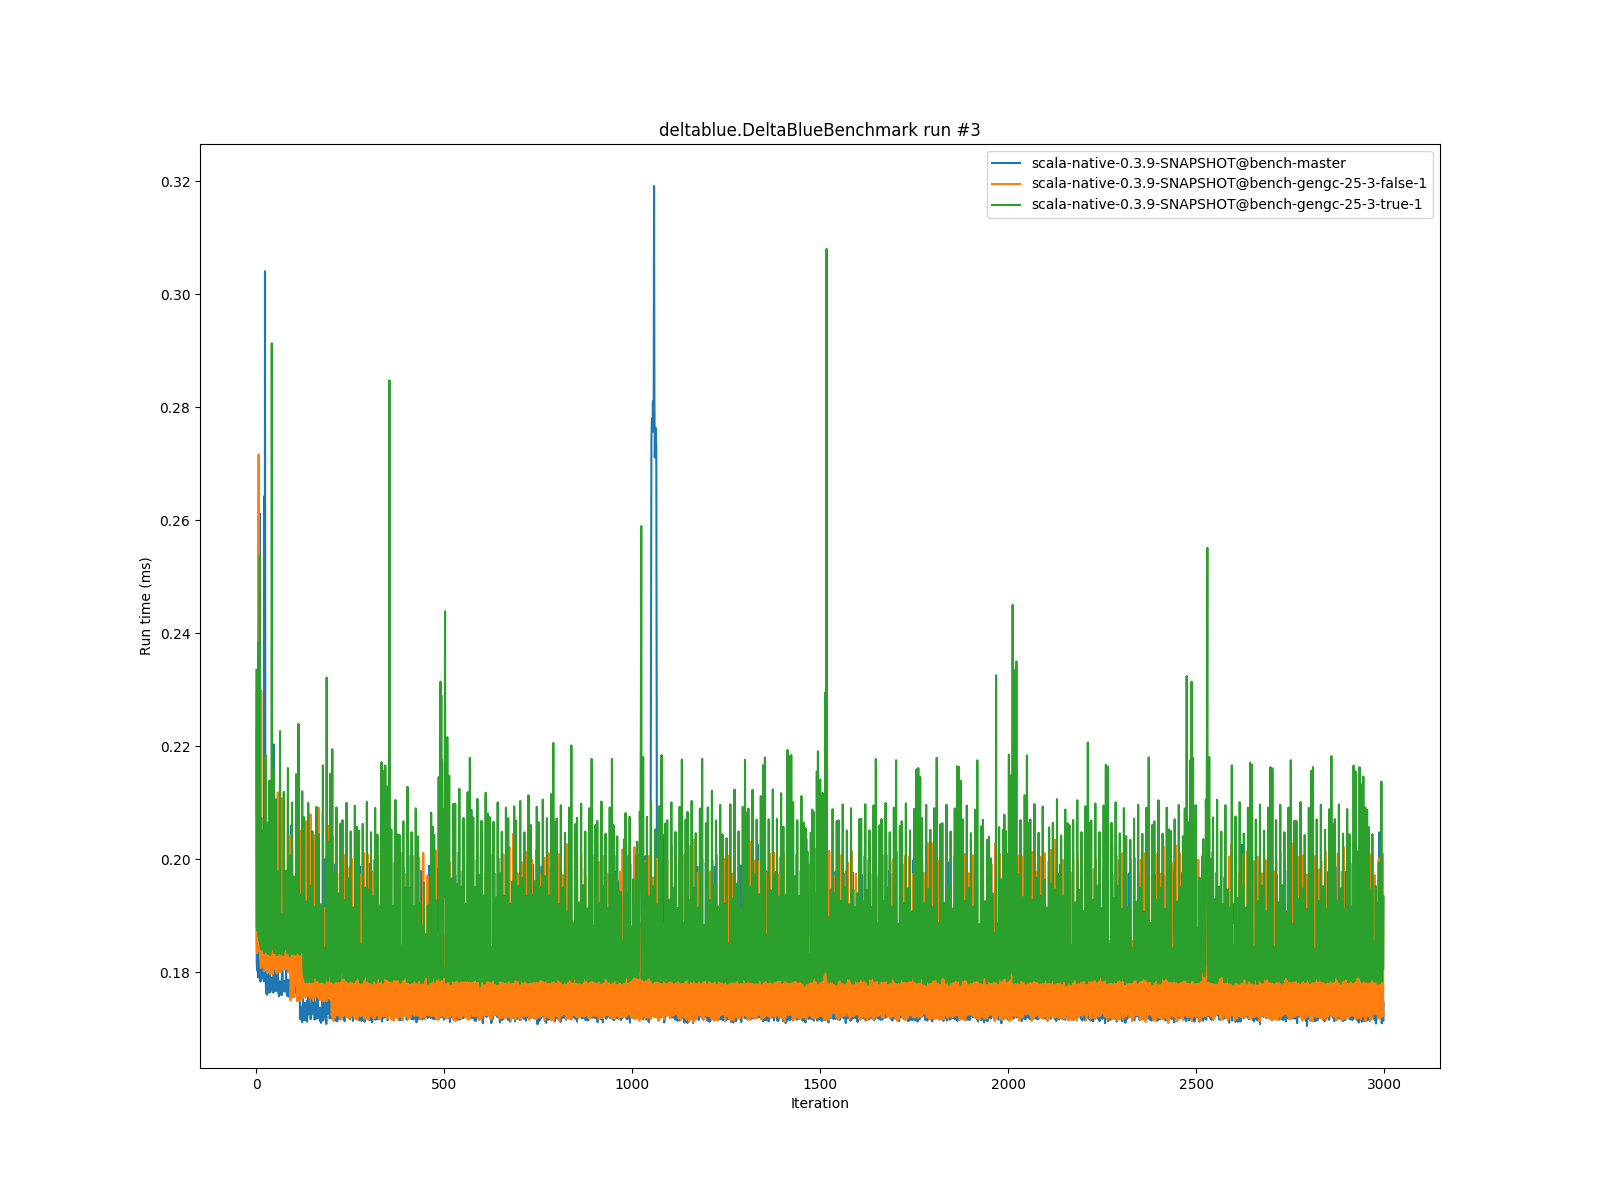 deltablue.DeltaBlueBenchmark run #3
scala-native-0.3.9-SNAPSHOT@bench-master
scala-native-0.3.9-SNAPSHOT@bench-gengc-25-3-false-1
scala-native-0.3.9-SNAPSHOT@bench-gengc-25-3-true-1
Run time (ms)
0.32
0.30
0.28
0.26
0.24
0.22
0.20
0.18
0
500
1000
1500
2000
2500
3000
Iteration